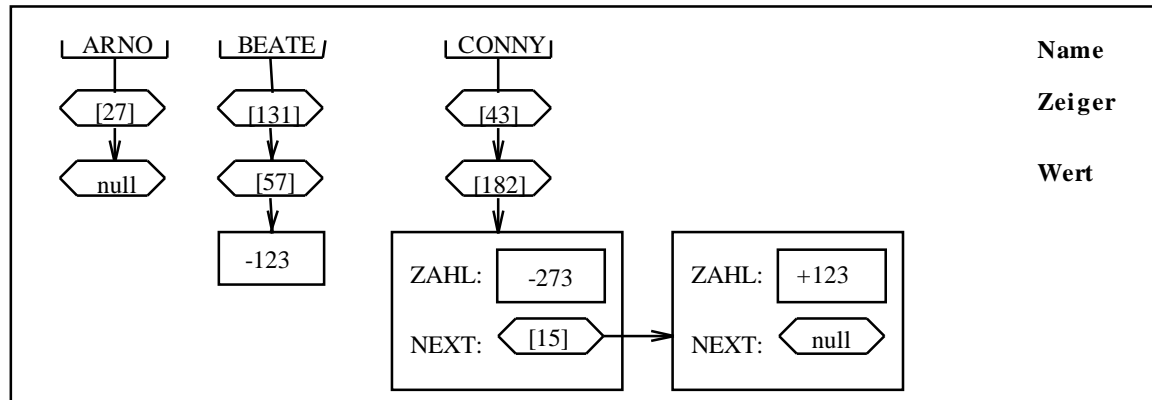 ARNO BEATE CONNY Name
[27] [131] [43] Zeiger
null [57] [182] Wert
-123
ZAHL: -273 ZAHL: +123
NEXT: [15] NEXT: null